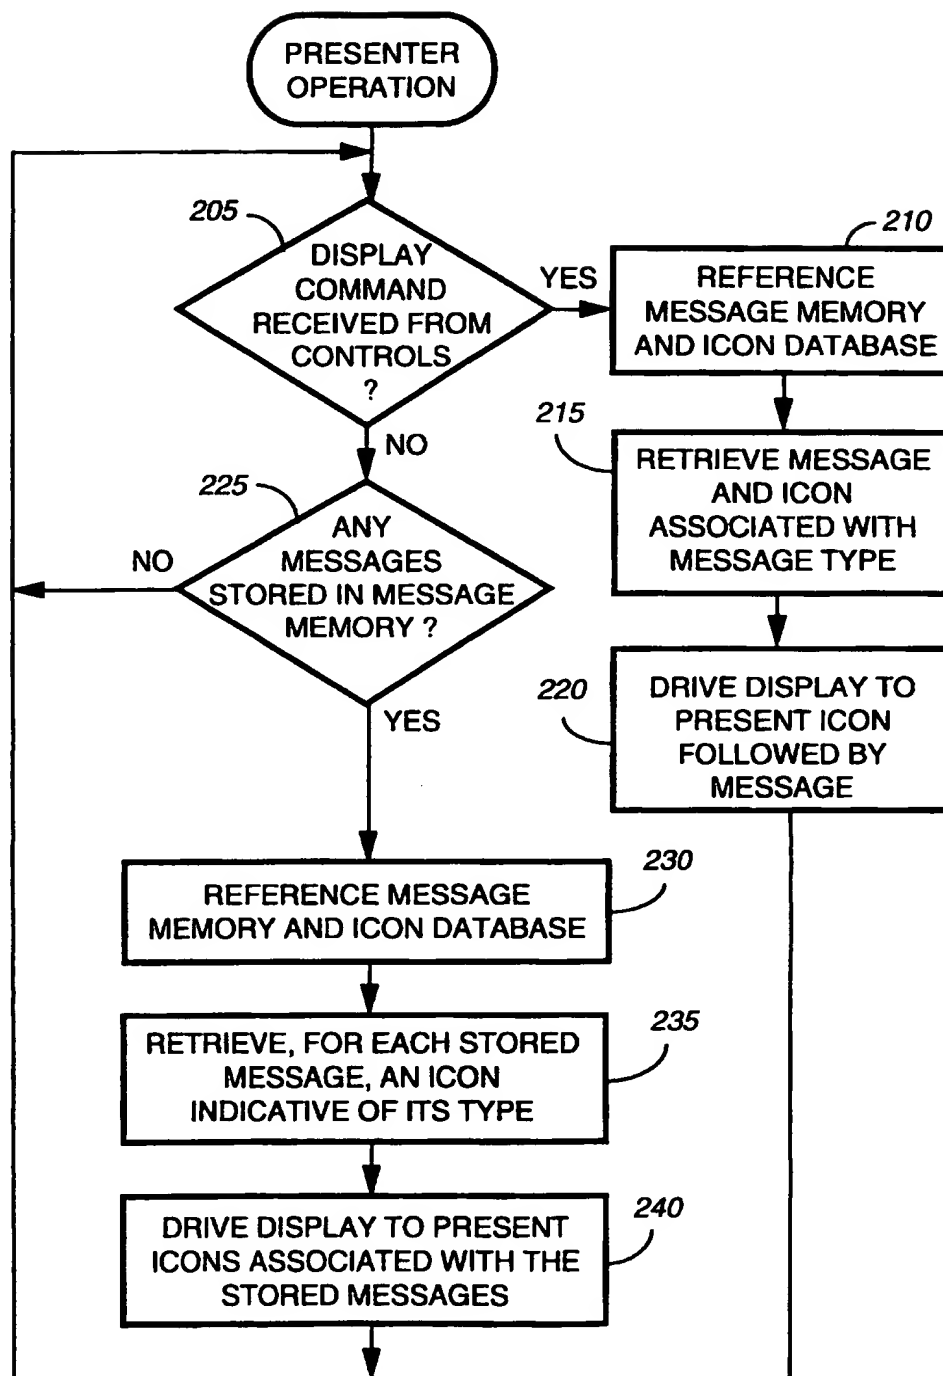 PRESENTER
OPERATION
205
DISPLAY
COMMAND
RECEIVED FROM
CONTROLS
?
YES
NO
210
REFERENCE
MESSAGE MEMORY
AND ICON DATABASE
215
RETRIEVE MESSAGE
AND ICON
ASSOCIATED WITH
MESSAGE TYPE
220
DRIVE DISPLAY TO
PRESENT ICON
FOLLOWED BY
MESSAGE
225
ANY
MESSAGES
STORED IN MESSAGE
MEMORY ?
NO
YES
230
REFERENCE MESSAGE
MEMORY AND ICON DATABASE
235
RETRIEVE, FOR EACH STORED
MESSAGE, AN ICON
INDICATIVE OF ITS TYPE
240
DRIVE DISPLAY TO PRESENT
ICONS ASSOCIATED WITH THE
STORED MESSAGES